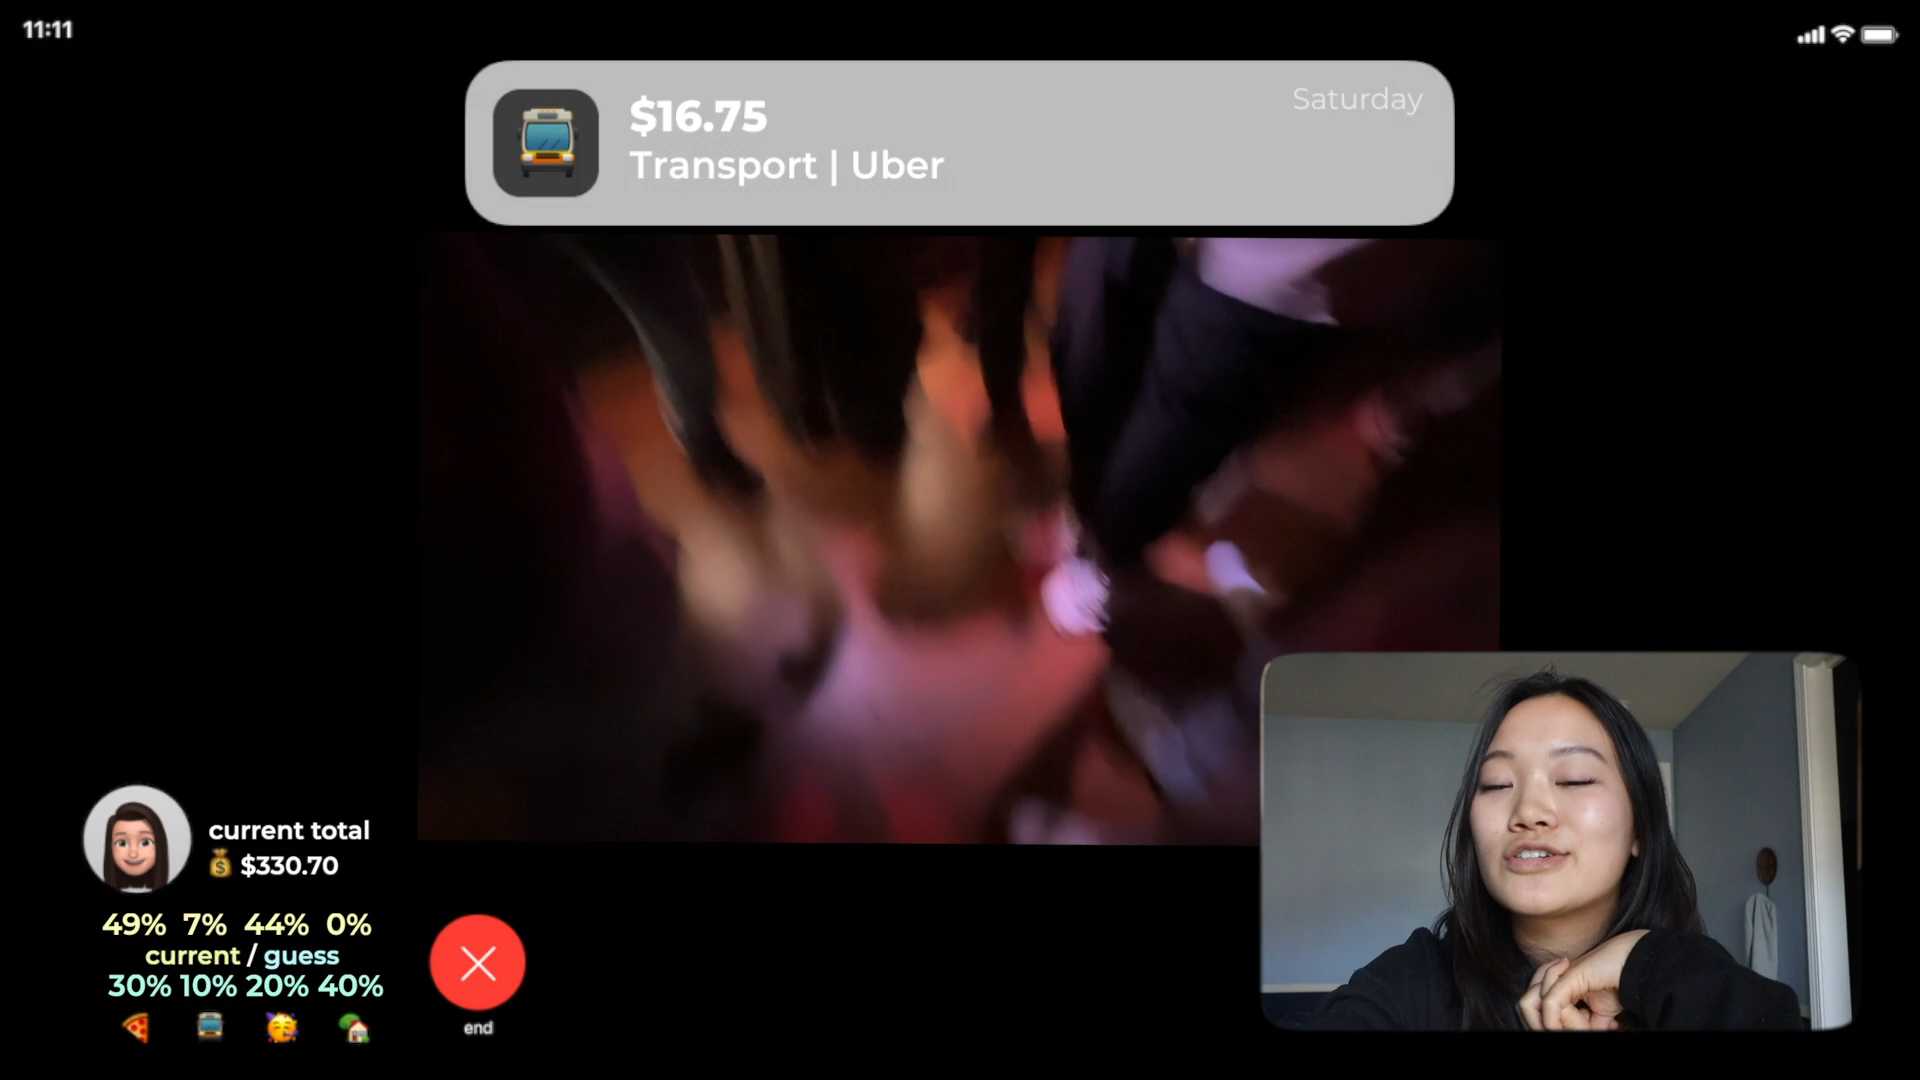 11:11
$16.75
Saturday
Transport | Uber
current total
$330.70
49% 7% 44% 0%
current / guess
30% 10% 20% 40%
end